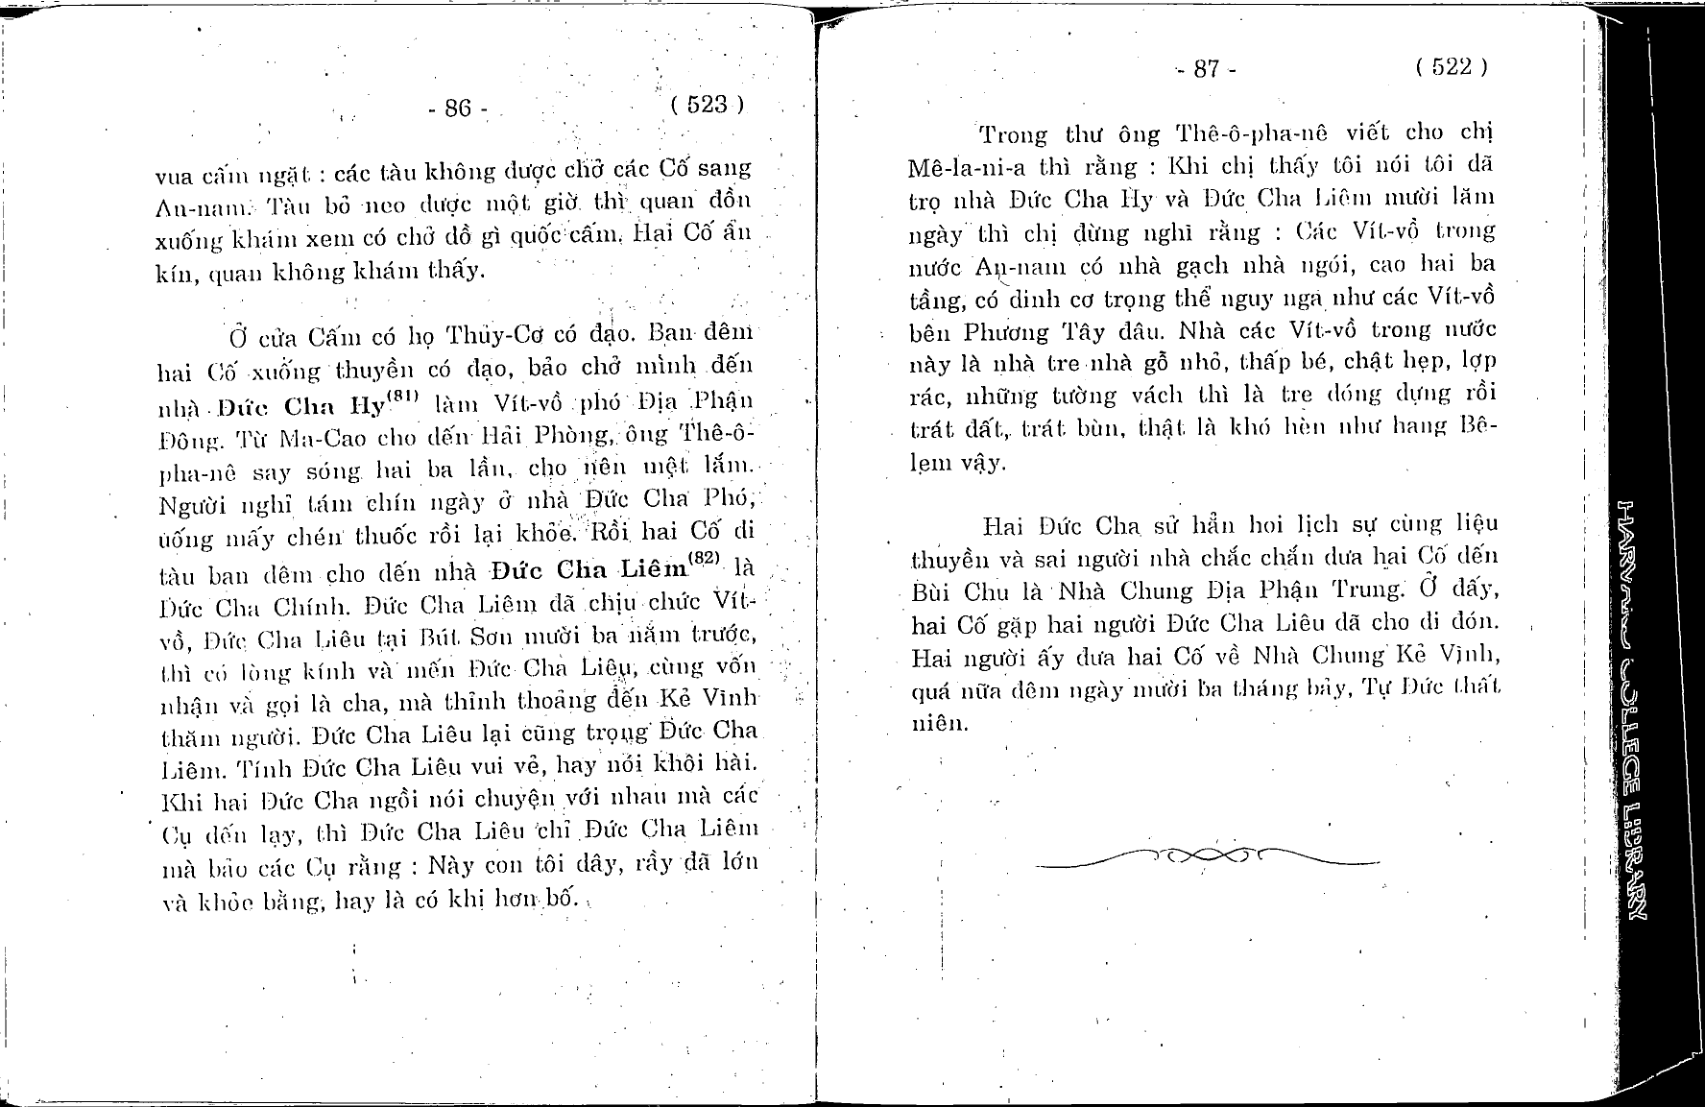 - 86 -
( 523 )
vua cấm ngặt : các tàu không được chở các Cố sang
An-nam. Tàu bỏ neo được một giờ thì quan đồn
xuống khám xem có chở đồ gì quốc cấm. Hai Cố ẩn
kín, quan không khám thấy.
Ở cửa Cấm có họ Thủy-Cơ có đạo. Ban đêm
hai Cố xuống thuyền có đạo, bảo chở mình đến
nhà Đức Cha Hy(81) làm Vít-vồ phó Địa Phận
Đông. Từ Ma-Cao cho đến Hải Phòng, ông Thê-ô-
pha-nê say sóng hai ba lần, cho nên mệt lắm.
Người nghỉ tám chín ngày ở nhà Đức Cha Phó,
uống mấy chén thuốc rồi lại khỏe. Rồi hai Cố đi
tàu ban đêm cho đến nhà Đức Cha Liêm(82) là
Đức Cha Chính. Đức Cha Liêm đã chịu chức Vít-
vồ, Đức Cha Liêu tại Bút Sơn mười ba năm trước,
thì có lòng kính và mến Đức Cha Liêu, cùng vốn
nhận và gọi là cha, mà thỉnh thoảng đến Kẻ Vĩnh
thăm người. Đức Cha Liêu lại cũng trọng Đức Cha
Liêm. Tính Đức Cha Liêu vui vẻ, hay nói khôi hài.
Khi hai Đức Cha ngồi nói chuyện với nhau mà các
Cụ đến lạy, thì Đức Cha Liêu chỉ Đức Cha Liêm
mà bảo các Cụ rằng : Này con tôi đây, rầy đã lớn
và khỏe bằng, hay là có khi hơn bố.
- 87 -
( 522 )
Trong thư ông Thê-ô-pha-nê viết cho chị
Mê-la-ni-a thì rằng : Khi chị thấy tôi nói tôi đã
trọ nhà Đức Cha Hy và Đức Cha Liêm mười lăm
ngày thì chị đừng nghĩ rằng : Các Vít-vồ trong
nước An-nam có nhà gạch nhà ngói, cao hai ba
tầng, có dinh cơ trọng thể nguy nga như các Vít-vồ
bên Phương Tây đâu. Nhà các Vít-vồ trong nước
này là nhà tre nhà gỗ nhỏ, thấp bé, chật hẹp, lợp
rác, những tường vách thì là tre dóng dựng rồi
trát đất, trát bùn, thật là khó hèn như hang Bê-
lem vậy.
Hai Đức Cha sử hẳn hoi lịch sự cùng liệu
thuyền và sai người nhà chắc chắn đưa hai Cố đến
Bùi Chu là Nhà Chung Địa Phận Trung. Ở đấy,
hai Cố gặp hai người Đức Cha Liêu đã cho đi đón.
Hai người ấy đưa hai Cố về Nhà Chung Kẻ Vĩnh,
quá nữa đêm ngày mười ba tháng bảy, Tự Đức thất
niên.
HARVARD COLLEGE LIBRARY